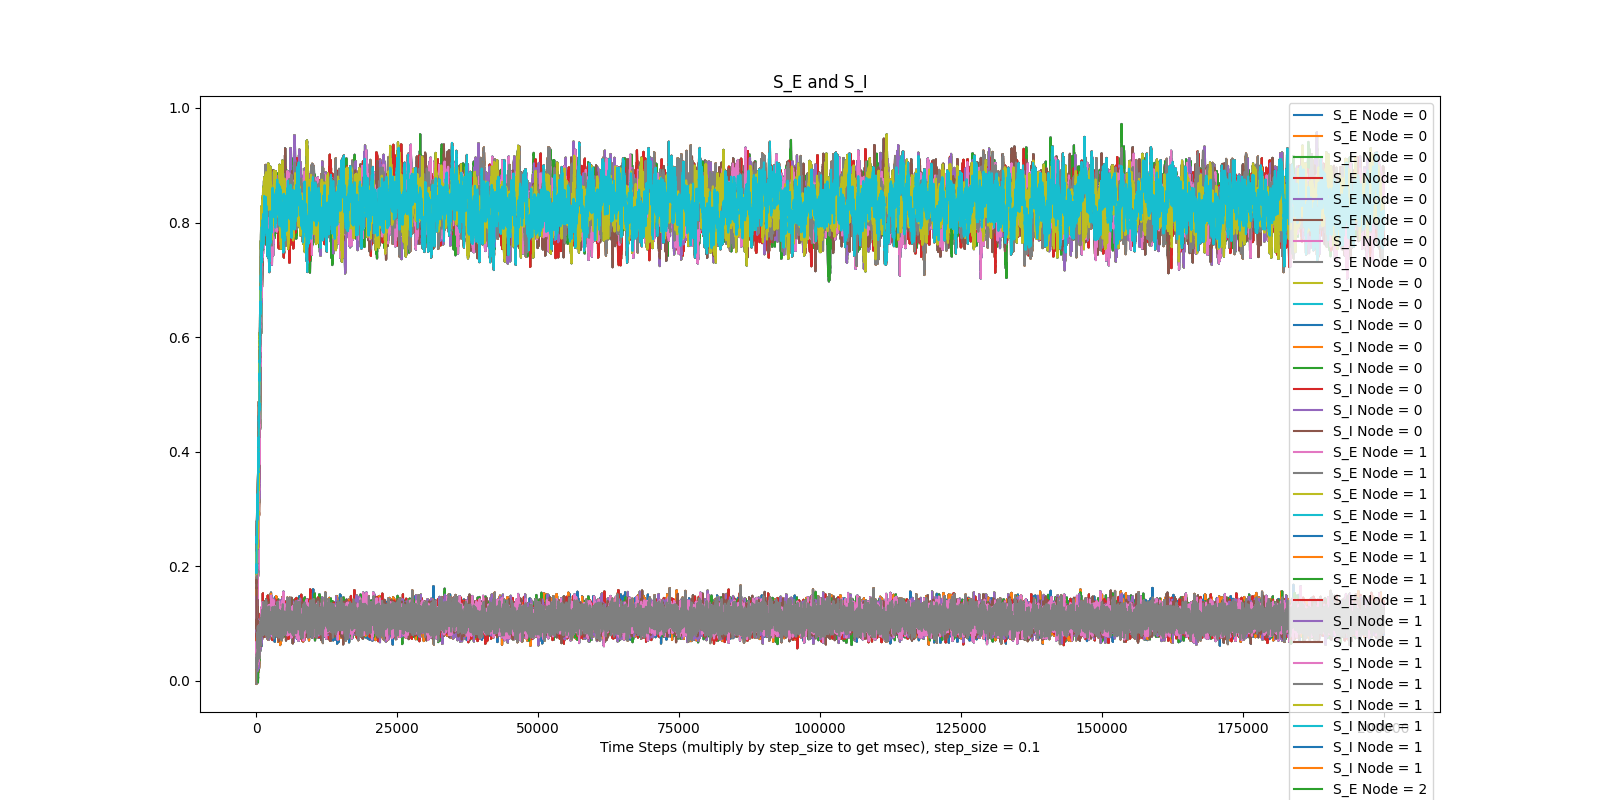 S_E and S_I
1.0
0.8
0.6
0.4
0.2
0.0
0
25000
50000
75000
100000
125000
150000
175000
Time Steps (multiply by step_size to get msec), step_size = 0.1
S_E Node = 0
S_E Node = 0
S_E Node = 0
S_E Node = 0
S_E Node = 0
S_E Node = 0
S_E Node = 0
S_E Node = 0
S_I Node = 0
S_I Node = 0
S_I Node = 0
S_I Node = 0
S_I Node = 0
S_I Node = 0
S_I Node = 0
S_I Node = 0
S_E Node = 1
S_E Node = 1
S_E Node = 1
S_E Node = 1
S_E Node = 1
S_E Node = 1
S_E Node = 1
S_E Node = 1
S_I Node = 1
S_I Node = 1
S_I Node = 1
S_I Node = 1
S_I Node = 1
S_I Node = 1
S_I Node = 1
S_I Node = 1
S_E Node = 2